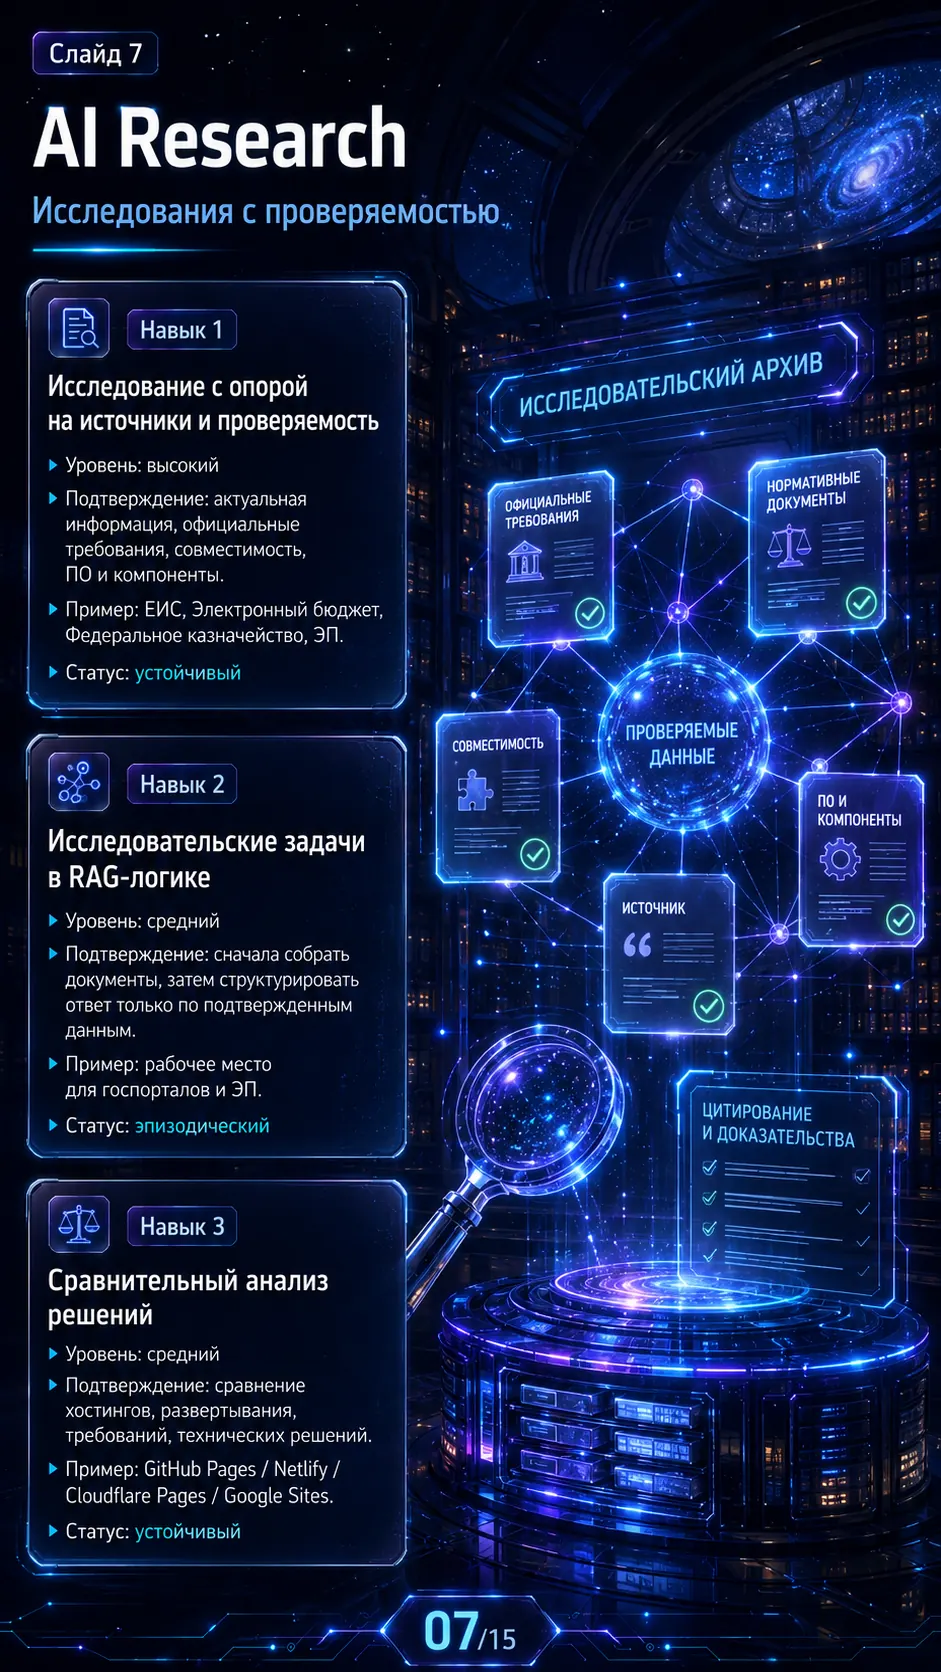 Слайд 7
AI Research
Исследования с проверяемостью
Навык 1
Исследование с опорой
на источники и проверяемость
Уровень: высокий
Подтверждение: актуальная
информация, официальные
требования, совместимость,
ПО и компоненты.
Пример: ЕИС, Электронный бюджет,
Федеральное казначейство, ЭП.
Статус: устойчивый
Навык 2
Исследовательские задачи
в RAG-логике
Уровень: средний
Подтверждение: сначала собрать
документы, затем структурировать
ответ только по подтвержденным
данным.
Пример: рабочее место
для госпорталов и ЭП.
Статус: эпизодический
Навык 3
Сравнительный анализ
решений
Уровень: средний
Подтверждение: сравнение
хостингов, развертывания,
требований, технических решений.
Пример: GitHub Pages / Netlify /
Cloudflare Pages / Google Sites.
Статус: устойчивый
ИССЛЕДОВАТЕЛЬСКИЙ АРХИВ
ОФИЦИАЛЬНЫЕ
ТРЕБОВАНИЯ
НОРМАТИВНЫЕ
ДОКУМЕНТЫ
ПРОВЕРЯЕМЫЕ
ДАННЫЕ
СОВМЕСТИМОСТЬ
ПО И
КОМПОНЕНТЫ
ИСТОЧНИК
ЦИТИРОВАНИЕ
И ДОКАЗАТЕЛЬСТВА
07/15